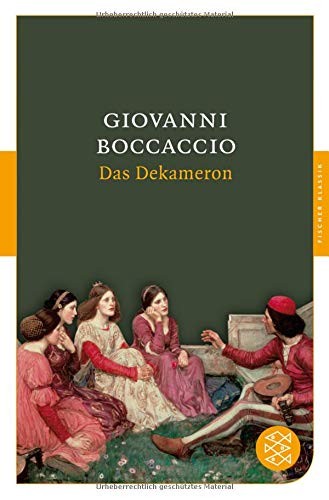 Urheberrechtlich geschütztes Material
GIOVANNI
BOCCACCIO
Das Dekameron
FISCHER KLASSIK
Urheberrechtlich geschütztes Material